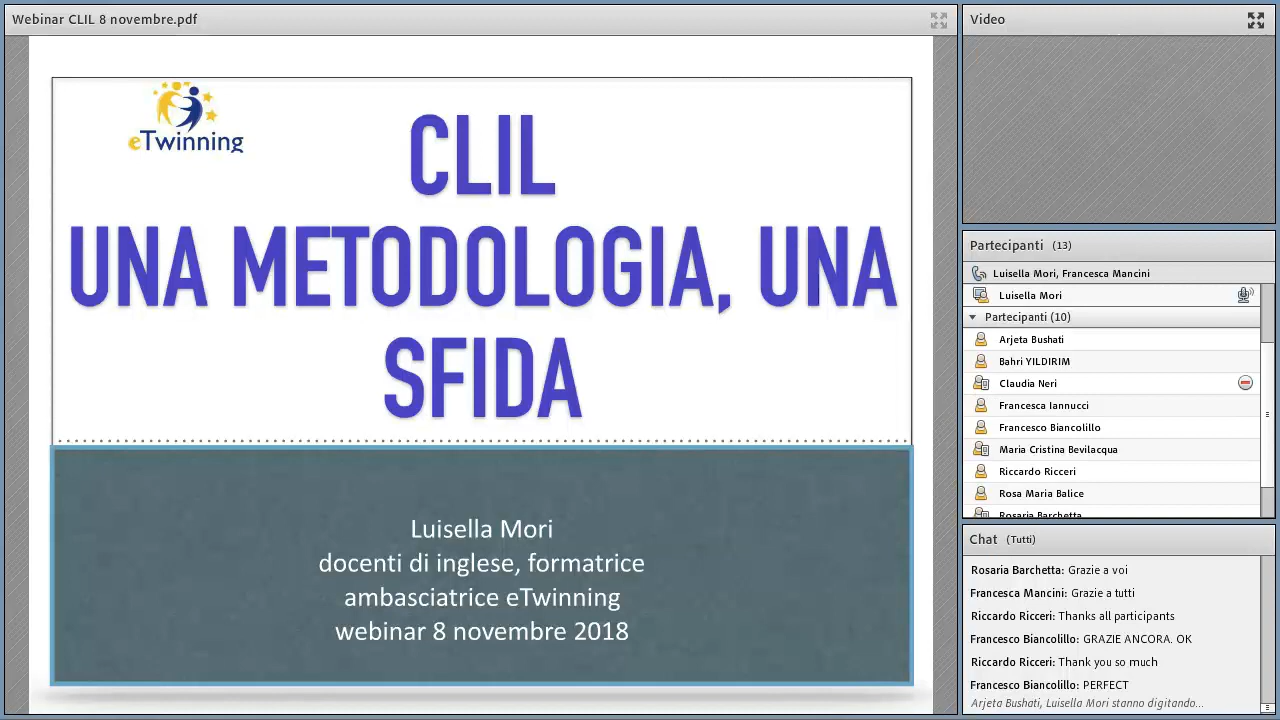 Webinar CLIL 8 novembre.pdf
eTwinning
CLIL
UNA METODOLOGIA, UNA
SFIDA
Luisella Mori
docenti di inglese, formatrice
ambasciatrice eTwinning
webinar 8 novembre 2018
Video
Partecipanti (13)
Luisella Mori, Francesca Mancini
Luisella Mori
Partecipanti (10)
Arjeta Bushati
Bahri YILDIRIM
Claudia Neri
Francesca Iannucci
Francesco Biancolillo
Maria Cristina Bevilacqua
Riccardo Ricceri
Rosa Maria Balice
Rosaria Barchetta
Chat (Tutti)
Rosaria Barchetta: Grazie a voi
Francesca Mancini: Grazie a tutti
Riccardo Ricceri: Thanks all participants
Francesco Biancolillo: GRAZIE ANCORA. OK
Riccardo Ricceri: Thank you so much
Francesco Biancolillo: PERFECT
Arjeta Bushati, Luisella Mori stanno digitando...